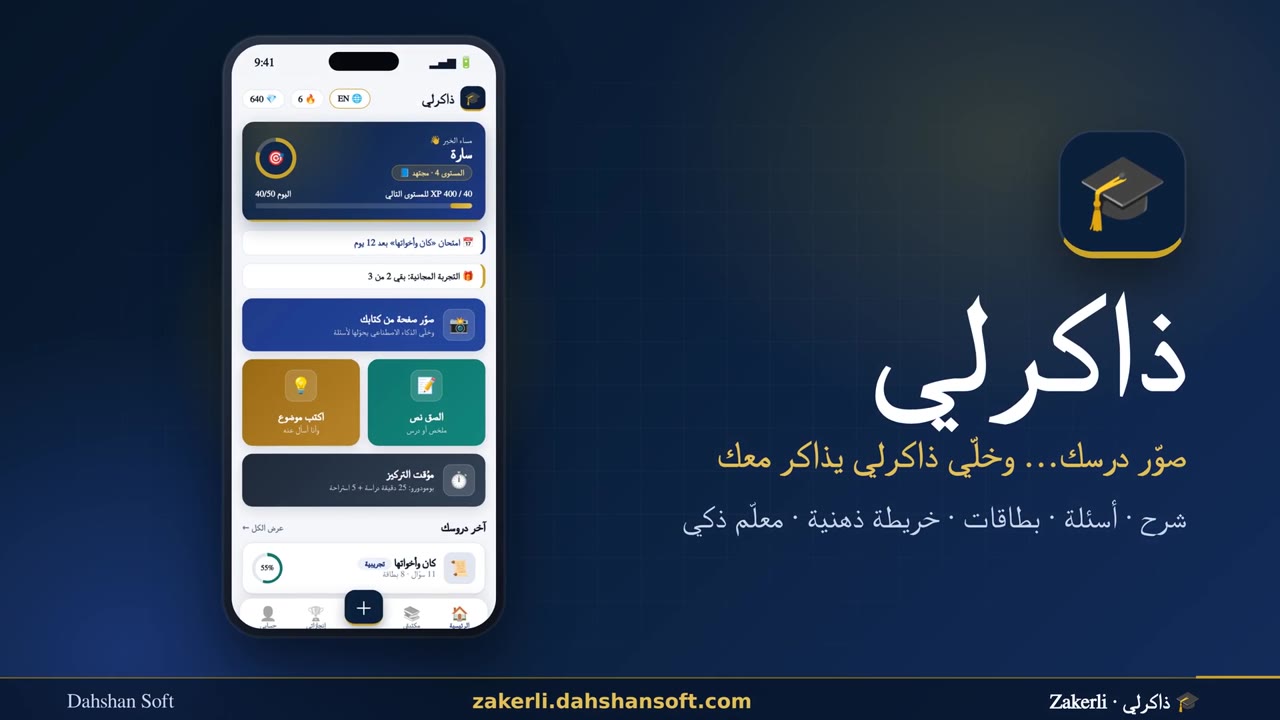 9:41
ذاكرلي
EN
6
640
مساء الخير
سارة
المستوى 4 · مجتهد
40 / 400 XP للمستوى التالي
اليوم 40/50
امتحان «كان وأخواتها» بعد 12 يوم
التجربة المجانية: بقي 2 من 3
صوّر صفحة من كتابك
وخلّي الذكاء الاصطناعي يحولها لأسئلة
الصق نص
ملخص أو درس
اكتب موضوع
وأنا أسأل عنه
مؤقت التركيز
بومودورو: 25 دقيقة دراسة + 5 استراحة
آخر دروسك
عرض الكل ←
كان وأخواتها
تجريبية
11 سؤال · 8 بطاقة
55%
الرئيسية
مكتبتي
إنجازاتي
حسابي
ذاكرلي
صوّر درسك... وخلّي ذاكرلي يذاكر معك
شرح · أسئلة · بطاقات · خريطة ذهنية · معلّم ذكي
ذاكرلي · Zakerli
zakerli.dahshansoft.com
Dahshan Soft